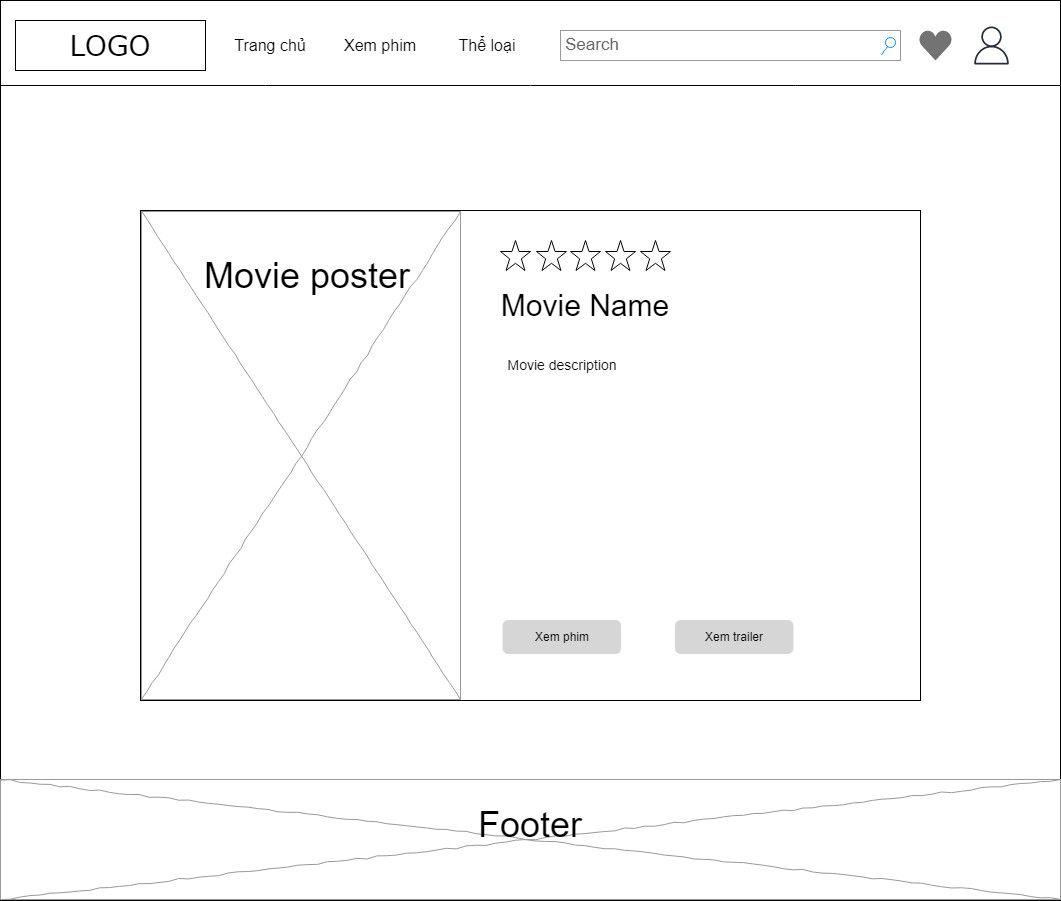 LOGO
Trang chủ
Xem phim
Thể loại
Search
Movie poster
Movie Name
Movie description
Xem phim
Xem trailer
Footer